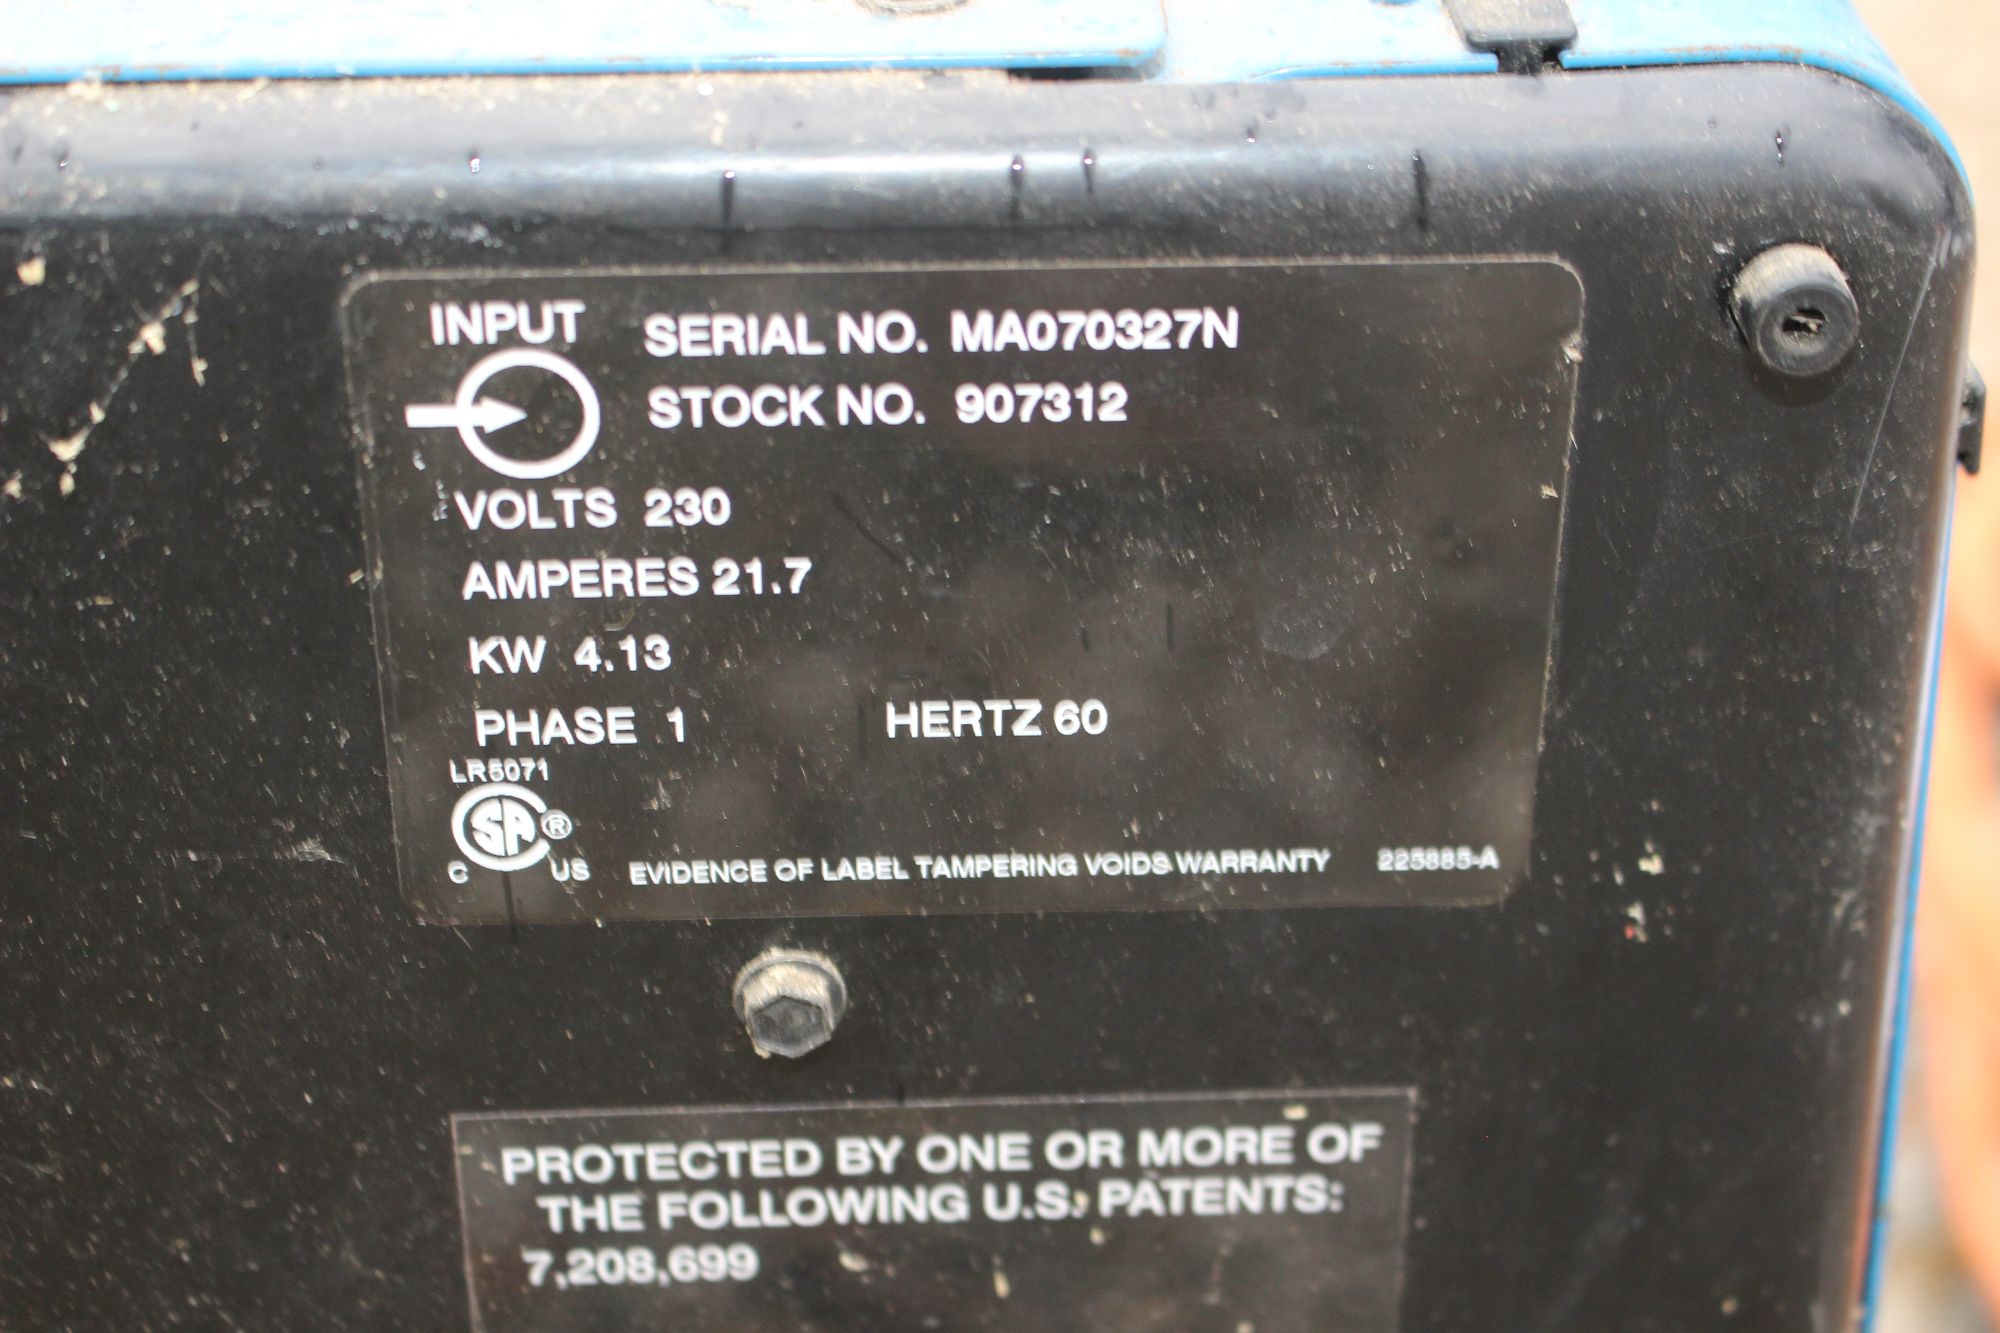 INPUT
SERIAL NO. MA070327N
STOCK NO. 907312
VOLTS 230
AMPERES 21.7
KW 4.13
PHASE 1 HERTZ 60
LR5071
SA ®
C US
EVIDENCE OF LABEL TAMPERING VOIDS WARRANTY 225885-A
PROTECTED BY ONE OR MORE OF
THE FOLLOWING U.S. PATENTS:
7,208,699